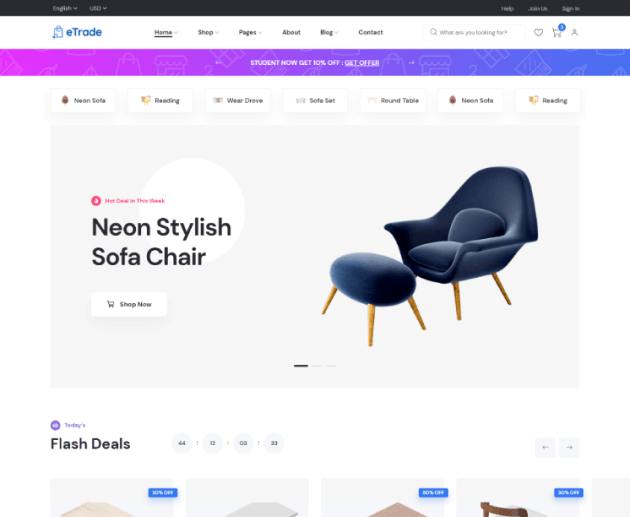 English USD Help Join Us Sign In
eTrade Home Shop Pages About Blog Contact What are you looking for? 3
STUDENT NOW GET 10% OFF : GET OFFER
Neon Sofa Reading Wear Drove Sofa Set Round Table Neon Sofa Reading
Hot Deal In This Week
Neon Stylish
Sofa Chair
Shop Now
Today's
Flash Deals 44 : 12 : 03 : 33
20% OFF 50% OFF 30% OFF